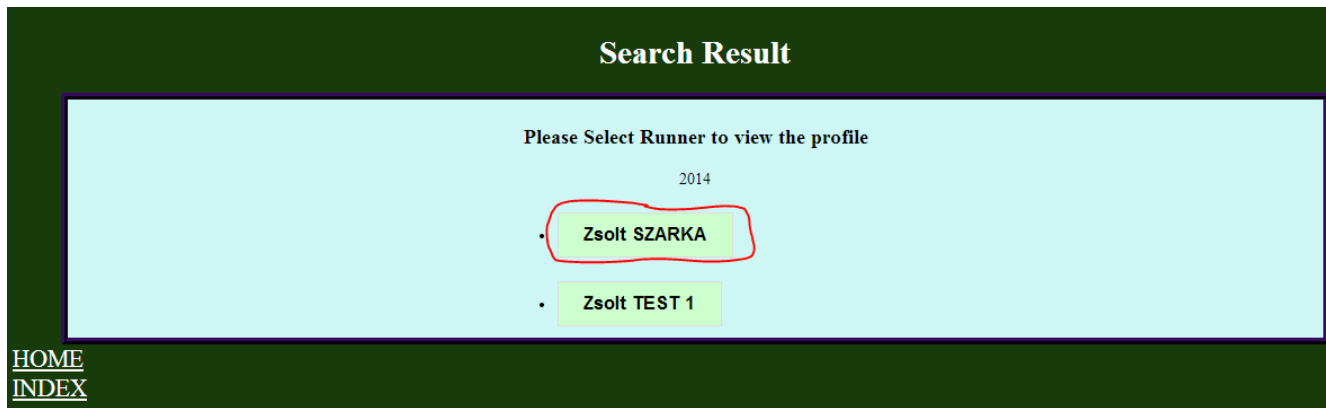 Search Result
Please Select Runner to view the profile
2014
Zsolt SZARKA
Zsolt TEST 1
HOME
INDEX